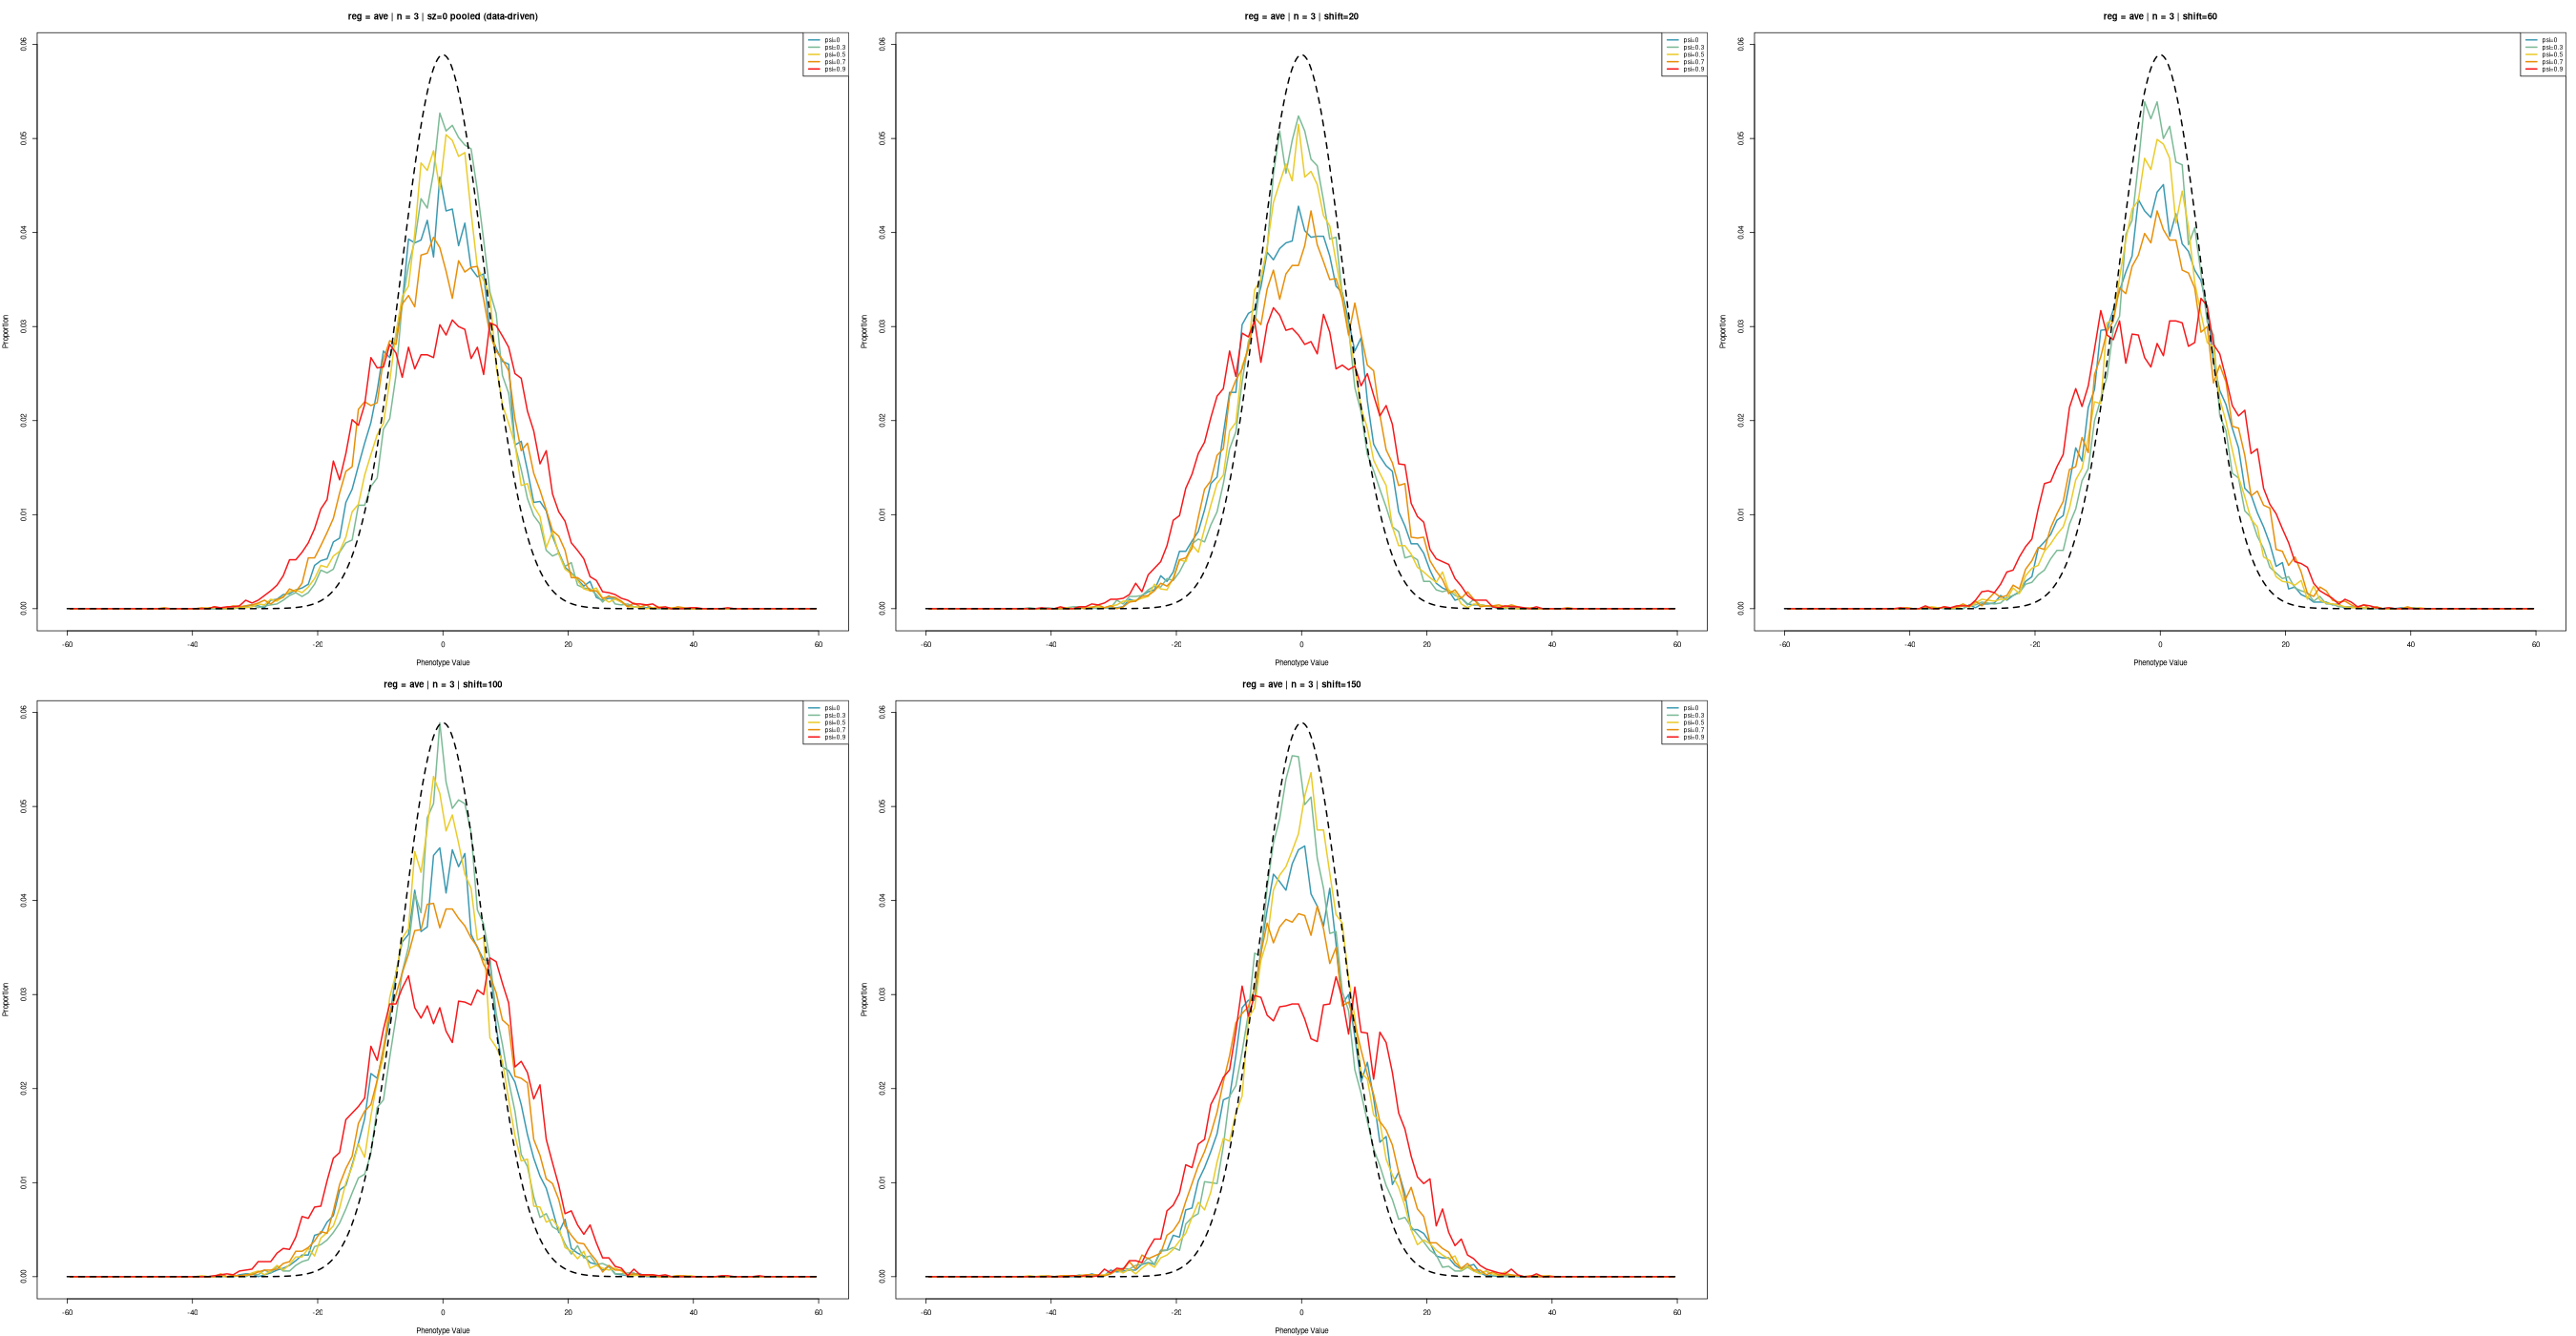 reg = ave | n = 3 | sz=0 pooled (data-driven)
psi=0
psi=0.3
psi=0.5
psi=0.7
psi=0.9
Proportion
0.06
0.05
0.04
0.03
0.02
0.01
0.00
-60 -40 -20 0 20 40 60
Phenotype Value
reg = ave | n = 3 | shift=20
psi=0
psi=0.3
psi=0.5
psi=0.7
psi=0.9
Proportion
0.06
0.05
0.04
0.03
0.02
0.01
0.00
-60 -40 -20 0 20 40 60
Phenotype Value
reg = ave | n = 3 | shift=60
psi=0
psi=0.3
psi=0.5
psi=0.7
psi=0.9
Proportion
0.06
0.05
0.04
0.03
0.02
0.01
0.00
-60 -40 -20 0 20 40 60
Phenotype Value
reg = ave | n = 3 | shift=100
psi=0
psi=0.3
psi=0.5
psi=0.7
psi=0.9
Proportion
0.06
0.05
0.04
0.03
0.02
0.01
0.00
-60 -40 -20 0 20 40 60
Phenotype Value
reg = ave | n = 3 | shift=150
psi=0
psi=0.3
psi=0.5
psi=0.7
psi=0.9
Proportion
0.06
0.05
0.04
0.03
0.02
0.01
0.00
-60 -40 -20 0 20 40 60
Phenotype Value